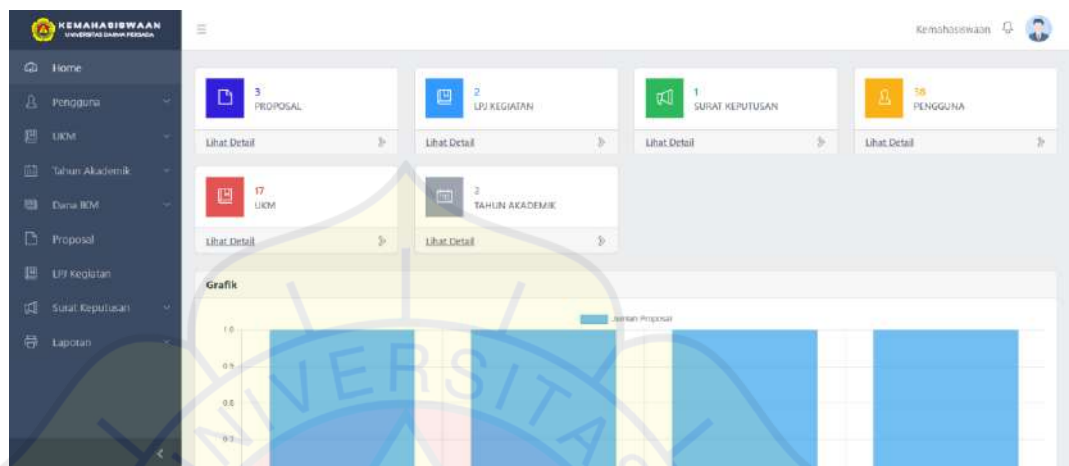 KEMAHASISWAAN
UNIVERSITAS DARMA PERSADA
Kemahasiswaan
Home
Pengguna
UKM
Tahun Akademik
Dana IKM
Proposal
LPJ Kegiatan
Surat Keputusan
Laporan
3
PROPOSAL
Lihat Detail
2
LPJ KEGIATAN
Lihat Detail
1
SURAT KEPUTUSAN
Lihat Detail
38
PENGGUNA
Lihat Detail
17
UKM
Lihat Detail
2
TAHUN AKADEMIK
Lihat Detail
Grafik
Jumlah Proposal
1.0
0.9
0.8
0.7
UNIVERSITAS